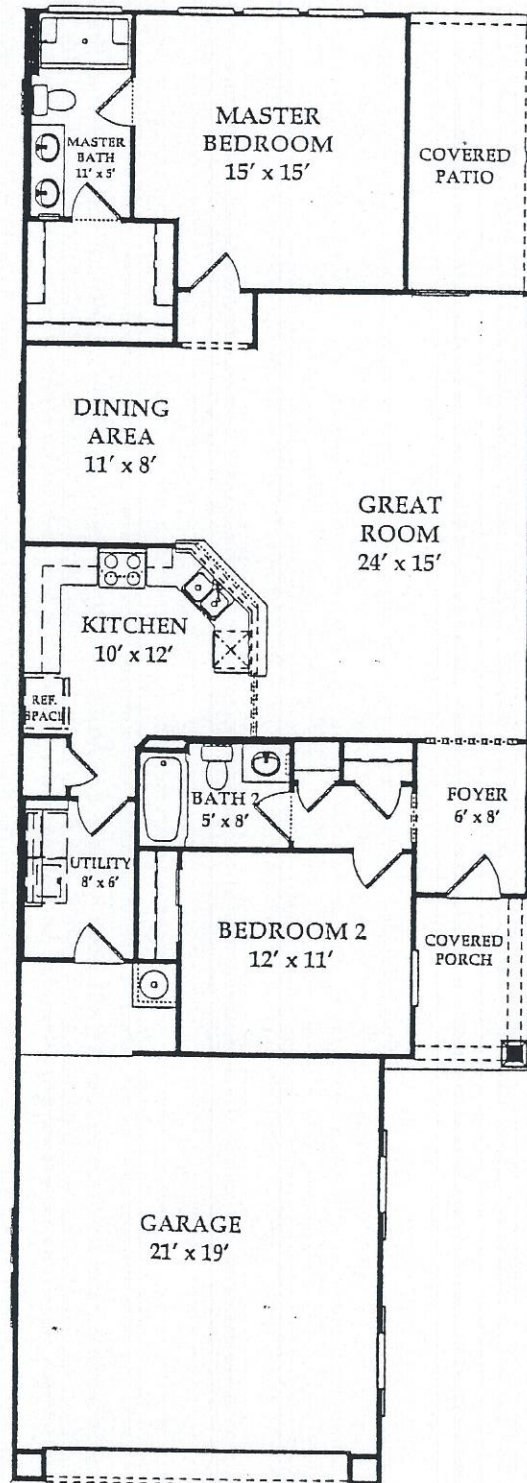 MASTER
BEDROOM
15' x 15'
MASTER
BATH
11' x 5'
COVERED
PATIO
DINING
AREA
11' x 8'
GREAT
ROOM
24' x 15'
KITCHEN
10' x 12'
REF.
SPACE
BATH 2
5' x 8'
FOYER
6' x 8'
UTILITY
8' x 6'
BEDROOM 2
12' x 11'
COVERED
PORCH
GARAGE
21' x 19'